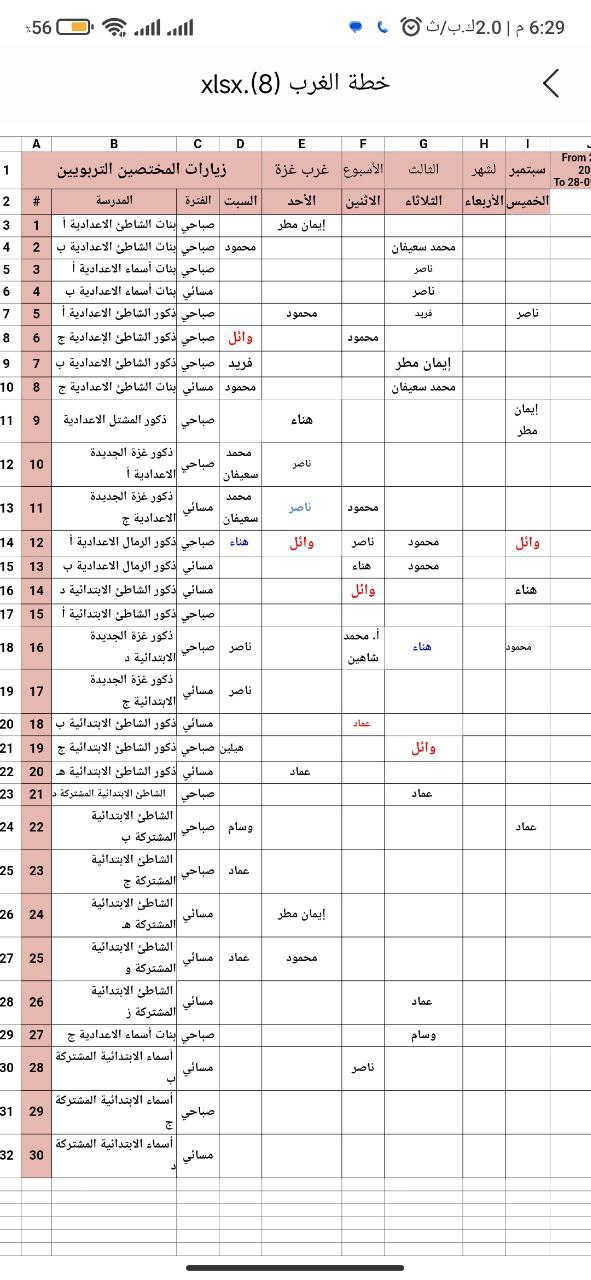 %56 6:29 م | 2.0ك.ب/ث
خطة الغرب (8).xlsx
A B C D E F G H I
1 زيارات المختصين التربويين غرب غزة الأسبوع الثالث لشهر سبتمبر From 20 To 28-0
2 # المدرسة الفترة السبت الأحد الاثنين الثلاثاء الأربعاء الخميس
3 1 بنات الشاطئ الاعدادية أ صباحي إيمان مطر
4 2 بنات الشاطئ الاعدادية ب صباحي محمود محمد سعيفان
5 3 بنات أسماء الاعدادية أ صباحي ناصر
6 4 بنات أسماء الاعدادية ب مسائي ناصر
7 5 ذكور الشاطئ الاعدادية أ صباحي محمود فريد ناصر
8 6 ذكور الشاطئ الإعدادية ج صباحي وائل محمود
9 7 ذكور الشاطئ الاعدادية ب صباحي فريد إيمان مطر
10 8 بنات الشاطئ الاعدادية ج مسائي محمود محمد سعيفان
11 9 ذكور المشتل الاعدادية صباحي هناء إيمان
مطر
12 10 ذكور غزة الجديدة
الاعدادية أ صباحي محمد
سعيفان ناصر
13 11 ذكور غزة الجديدة
الاعدادية ج مسائي محمد
سعيفان ناصر محمود
14 12 ذكور الرمال الاعدادية أ صباحي هناء وائل ناصر محمود وائل
15 13 ذكور الرمال الاعدادية ب مسائي هناء محمود
16 14 ذكور الشاطئ الابتدائية د مسائي وائل هناء
17 15 ذكور الشاطئ الابتدائية أ صباحي
18 16 ذكور غزة الجديدة
الابتدائية د صباحي ناصر أ. محمد
شاهين هناء محمود
19 17 ذكور غزة الجديدة
الابتدائية ج مسائي ناصر
20 18 ذكور الشاطئ الابتدائية ب مسائي عماد
21 19 ذكور الشاطئ الابتدائية ج صباحي هيلين وائل
22 20 ذكور الشاطئ الابتدائية هـ مسائي عماد
23 21 الشاطئ الابتدائية المشتركة د صباحي عماد
24 22 الشاطئ الابتدائية
المشتركة ب صباحي وسام عماد
25 23 الشاطئ الابتدائية
المشتركة ج صباحي عماد
26 24 الشاطئ الابتدائية
المشتركة هـ مسائي إيمان مطر
27 25 الشاطئ الابتدائية
المشتركة و مسائي عماد محمود
28 26 الشاطئ الابتدائية
المشتركة ز مسائي عماد
29 27 بنات أسماء الاعدادية ج صباحي وسام
30 28 أسماء الابتدائية المشتركة
ب مسائي ناصر
31 29 أسماء الابتدائية المشتركة
ج صباحي
32 30 أسماء الابتدائية المشتركة
د مسائي